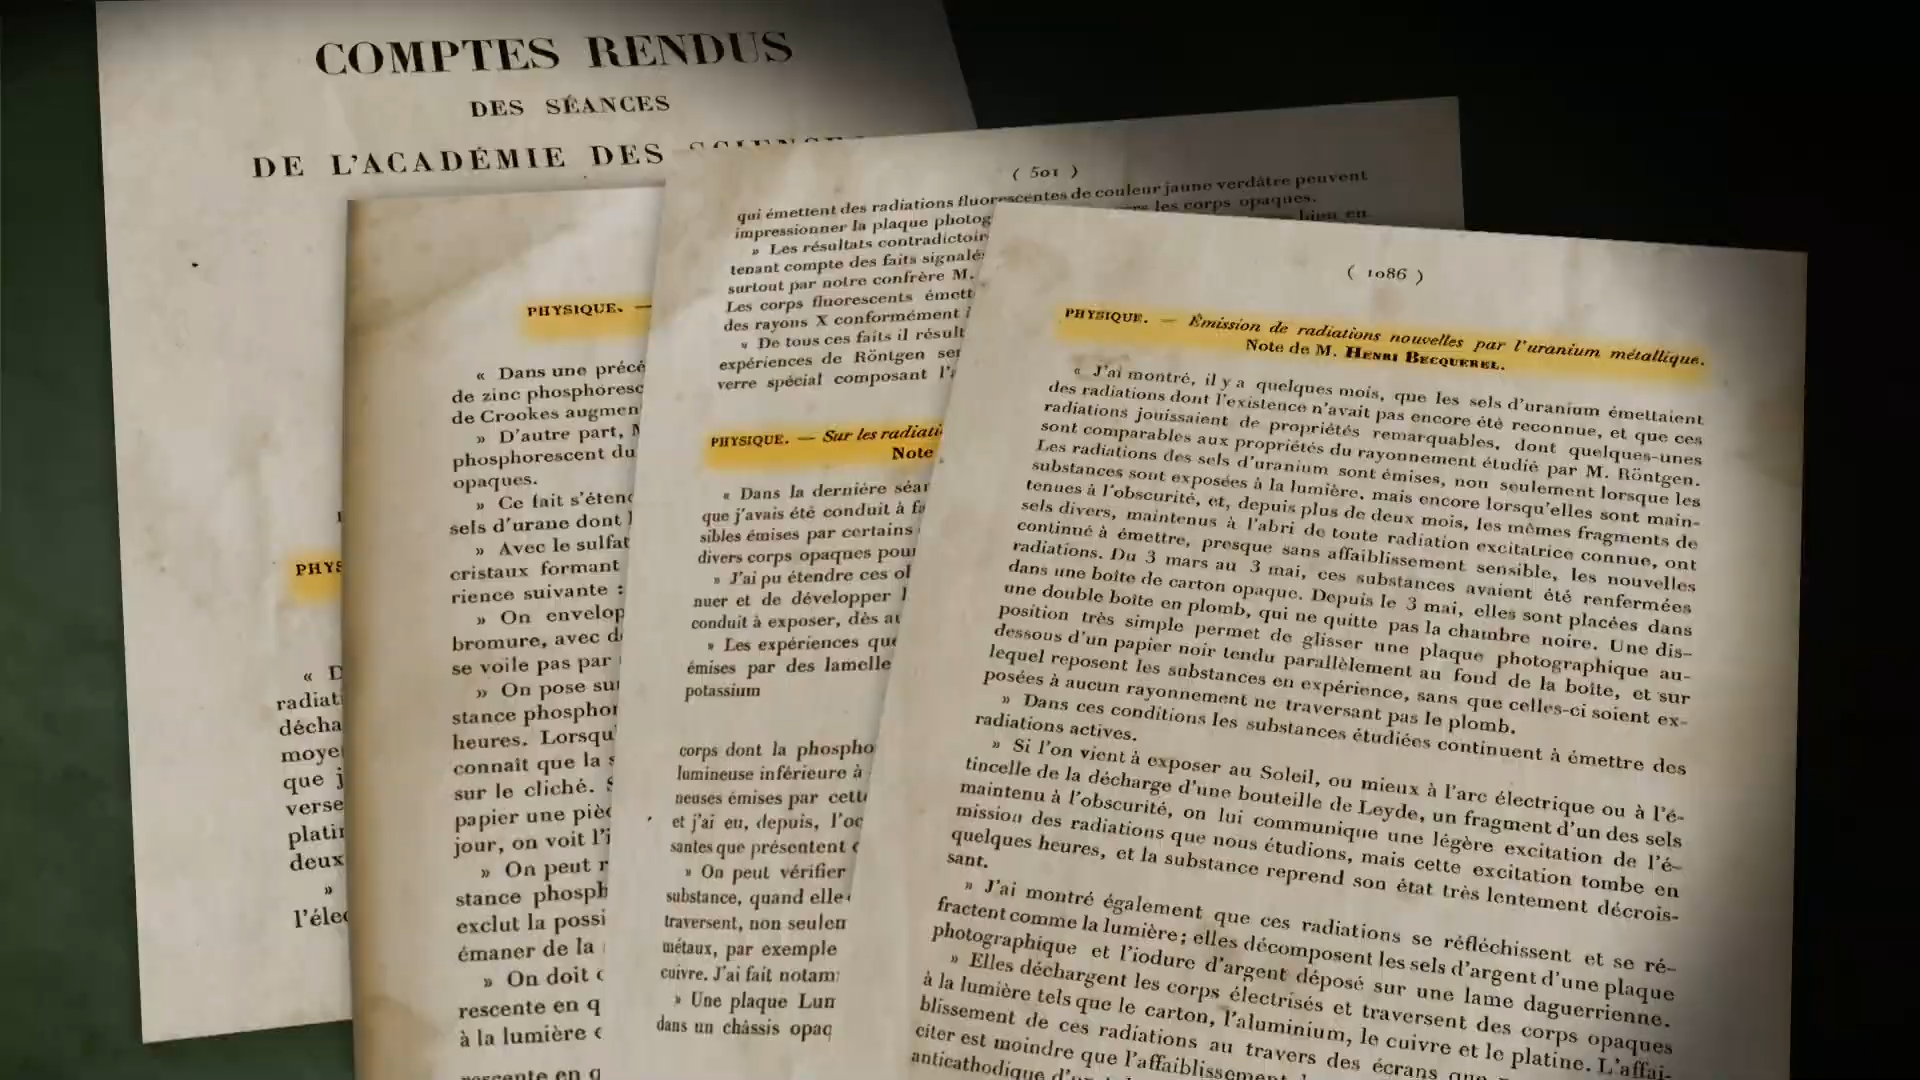 COMPTES RENDUS
DES SÉANCES
DE L'ACADÉMIE DES
PHYS
« D
radiat
décha
moye
que j
verse
platin
deux
»
l'élec
PHYSIQUE. —
« Dans une précé
de zinc phosphoresc
de Crookes augmen
» D'autre part, M
phosphorescent du
opaques.
» Ce fait s'étend
sels d'urane dont l
» Avec le sulfat
cristaux formant
rience suivante :
» On envelop
bromure, avec d
se voile pas par
» On pose su
stance phosphor
heures. Lorsqu'
connaît que la s
sur le cliché. S
papier une pièc
jour, on voit l'i
» On peut r
stance phosph
exclut la possi
émaner de la
» On doit c
rescente en q
à la lumière c
rescente en q
( 501 )
qui émettent des radiations fluorescentes de couleur jaune verdâtre peuvent
impressionner la plaque photog les corps opaques.
» Les résultats contradictoir bien en
tenant compte des faits signalé
surtout par notre confrère M.
Les corps fluorescents émett
des rayons X conformément
» De tous ces faits il résult
expériences de Röntgen ser
verre spécial composant l'a
PHYSIQUE. — Sur les radiati
Note
« Dans la dernière séan
que j'avais été conduit à fa
sibles émises par certains
divers corps opaques pour
» J'ai pu étendre ces ob
nuer et de développer l
conduit à exposer, dès au
» Les expériences que
émises par des lamelle
potassium
corps dont la phospho
lumineuse inférieure à
neuses émises par cette
et j'ai eu, depuis, l'oc
santes que présentent c
» On peut vérifier
substance, quand elle
traversent, non seulem
métaux, par exemple
cuivre. J'ai fait notam
» Une plaque Lum
dans un châssis opaq
( 1086 )
PHYSIQUE. — Émission de radiations nouvelles par l'uranium métallique.
Note de M. HENRI BECQUEREL.
« J'ai montré, il y a quelques mois, que les sels d'uranium émettaient
des radiations dont l'existence n'avait pas encore été reconnue, et que ces
radiations jouissaient de propriétés remarquables, dont quelques-unes
sont comparables aux propriétés du rayonnement étudié par M. Röntgen.
Les radiations des sels d'uranium sont émises, non seulement lorsque les
substances sont exposées à la lumière, mais encore lorsqu'elles sont main-
tenues à l'obscurité, et, depuis plus de deux mois, les mêmes fragments de
sels divers, maintenus à l'abri de toute radiation excitatrice connue, ont
continué à émettre, presque sans affaiblissement sensible, les nouvelles
radiations. Du 3 mars au 3 mai, ces substances avaient été renfermées
dans une boîte de carton opaque. Depuis le 3 mai, elles sont placées dans
une double boîte en plomb, qui ne quitte pas la chambre noire. Une dis-
position très simple permet de glisser une plaque photographique au-
dessous d'un papier noir tendu parallèlement au fond de la boîte, et sur
lequel reposent les substances en expérience, sans que celles-ci soient ex-
posées à aucun rayonnement ne traversant pas le plomb.
» Dans ces conditions les substances étudiées continuent à émettre des
radiations actives.
» Si l'on vient à exposer au Soleil, ou mieux à l'arc électrique ou à l'é-
tincelle de la décharge d'une bouteille de Leyde, un fragment d'un des sels
maintenu à l'obscurité, on lui communique une légère excitation de l'é-
mission des radiations que nous étudions, mais cette excitation tombe en
quelques heures, et la substance reprend son état très lentement décrois-
sant.
» J'ai montré également que ces radiations se réfléchissent et se ré-
fractent comme la lumière; elles décomposent les sels d'argent d'une plaque
photographique et l'iodure d'argent déposé sur une lame daguerrienne.
» Elles déchargent les corps électrisés et traversent des corps opaques
à la lumière tels que le carton, l'aluminium, le cuivre et le platine. L'affai-
blissement de ces radiations au travers des écrans que
citer est moindre que l'affaiblissement
anticathodique d'un